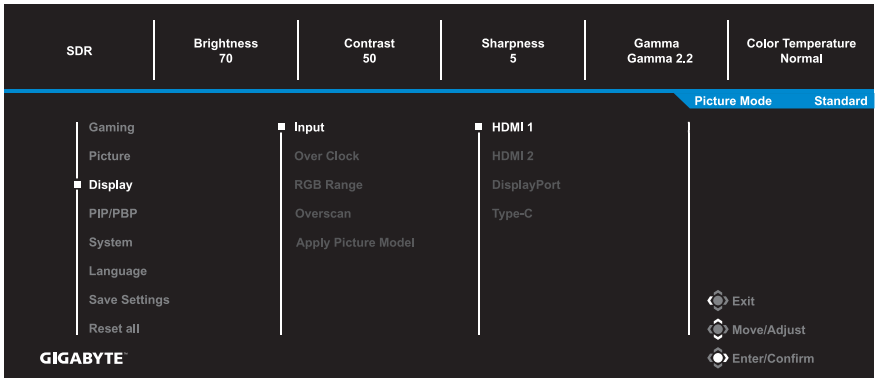 SDR
Brightness
70
Contrast
50
Sharpness
5
Gamma
Gamma 2.2
Color Temperature
Normal
Picture Mode Standard
Gaming
Picture
Display
PIP/PBP
System
Language
Save Settings
Reset all
Input
Over Clock
RGB Range
Overscan
Apply Picture Model
HDMI 1
HDMI 2
DisplayPort
Type-C
Exit
Move/Adjust
Enter/Confirm
GIGABYTE™